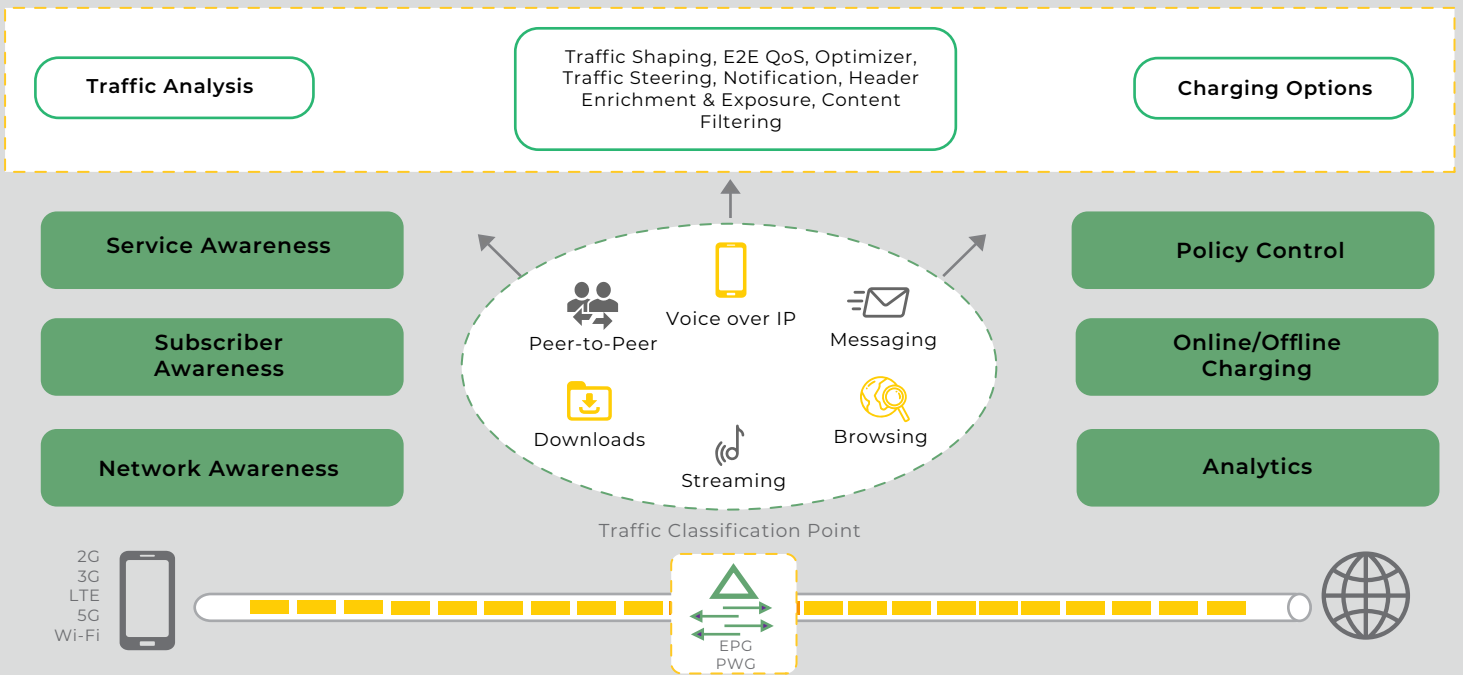 Traffic Analysis
Traffic Shaping, E2E QoS, Optimizer,
Traffic Steering, Notification, Header
Enrichment & Exposure, Content
Filtering
Charging Options
Service Awareness
Subscriber
Awareness
Network Awareness
Peer-to-Peer
Voice over IP
Messaging
Downloads
Streaming
Browsing
Policy Control
Online/Offline
Charging
Analytics
Traffic Classification Point
2G
3G
LTE
5G
Wi-Fi
EPG
PWG